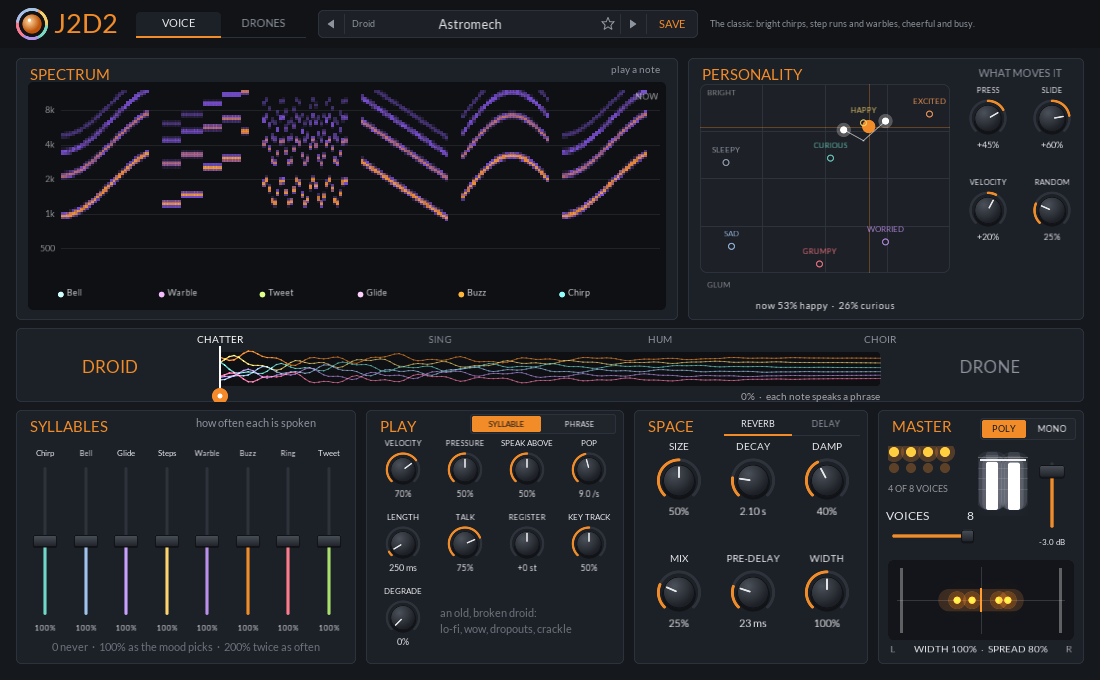 J2D2
VOICE
DRONES
Droid
Astromech
SAVE
The classic: bright chirps, step runs and warbles, cheerful and busy.
SPECTRUM
play a note
NOW
8k
4k
2k
1k
500
Bell
Warble
Tweet
Glide
Buzz
Chirp
PERSONALITY
WHAT MOVES IT
BRIGHT
HAPPY
EXCITED
SLEEPY
CURIOUS
SAD
WORRIED
GRUMPY
GLUM
now 53% happy · 26% curious
PRESS
SLIDE
+45%
+60%
VELOCITY
RANDOM
+20%
25%
DROID
CHATTER
SING
HUM
CHOIR
DRONE
0% · each note speaks a phrase
SYLLABLES
how often each is spoken
Chirp
Bell
Glide
Steps
Warble
Buzz
Ring
Tweet
100%
100%
100%
100%
100%
100%
100%
100%
0 never · 100% as the mood picks · 200% twice as often
PLAY
SYLLABLE
PHRASE
VELOCITY
PRESSURE
SPEAK ABOVE
POP
70%
50%
50%
9.0 /s
LENGTH
TALK
REGISTER
KEY TRACK
250 ms
75%
+0 st
50%
DEGRADE
0%
an old, broken droid:
lo-fi, wow, dropouts, crackle
SPACE
REVERB
DELAY
SIZE
DECAY
DAMP
50%
2.10 s
40%
MIX
PRE-DELAY
WIDTH
25%
23 ms
100%
MASTER
POLY
MONO
4 OF 8 VOICES
VOICES
8
-3.0 dB
L
WIDTH 100% · SPREAD 80%
R